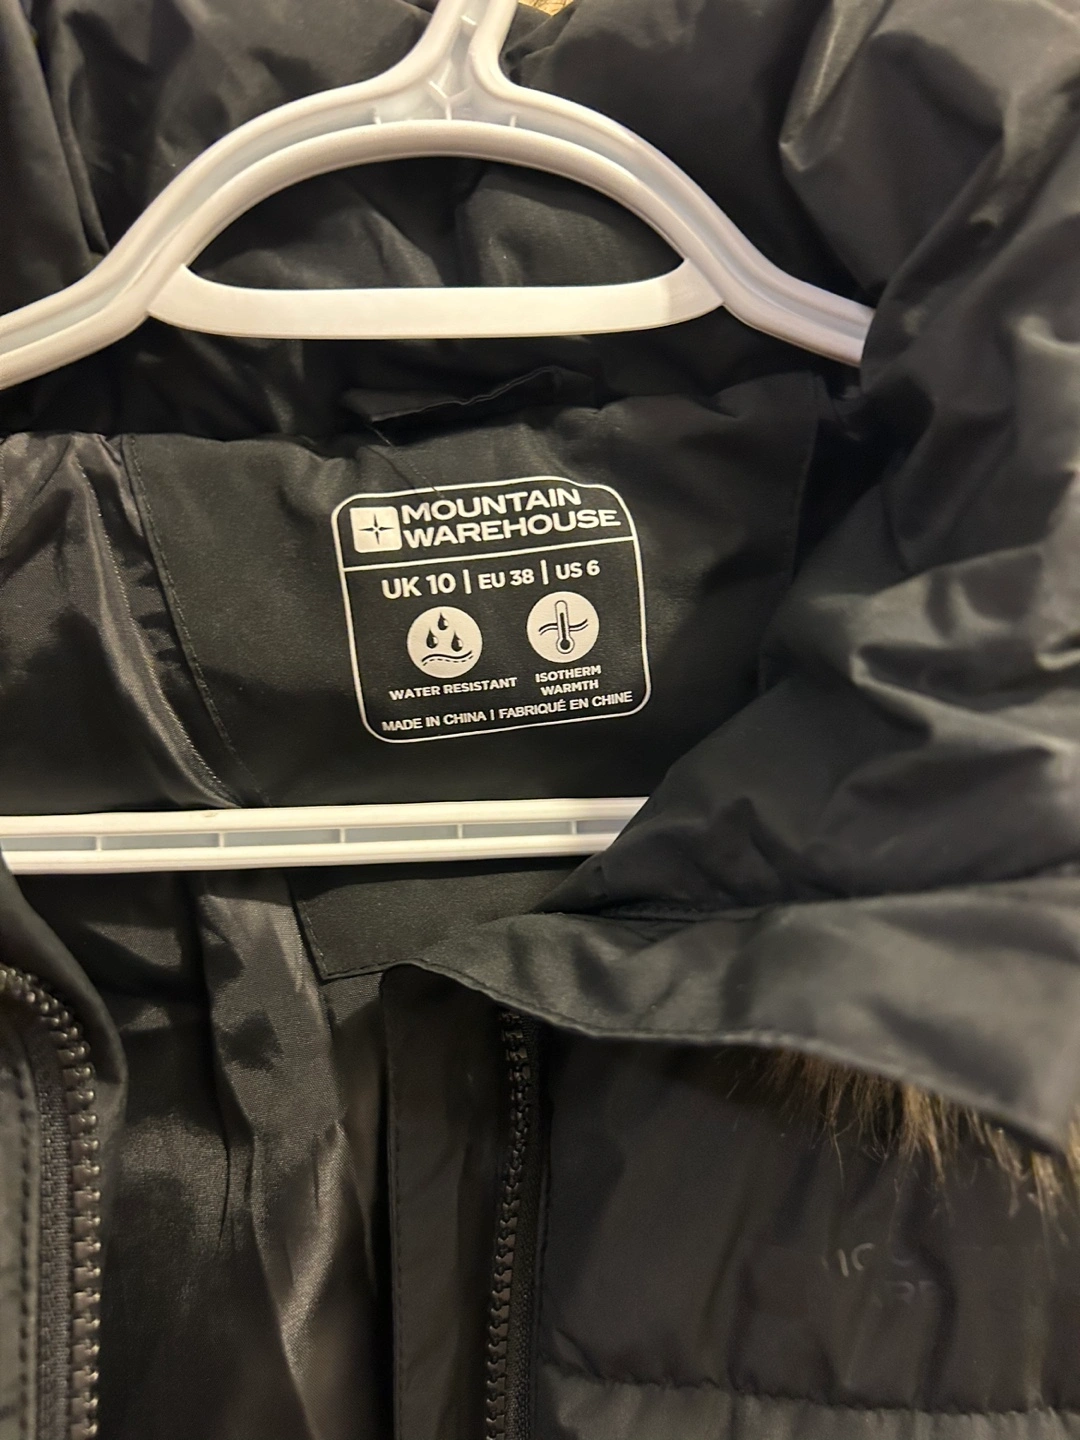 MOUNTAIN
WAREHOUSE
UK 10 | EU 38 | US 6
WATER RESISTANT
ISOTHERM
WARMTH
MADE IN CHINA | FABRIQUÉ EN CHINE